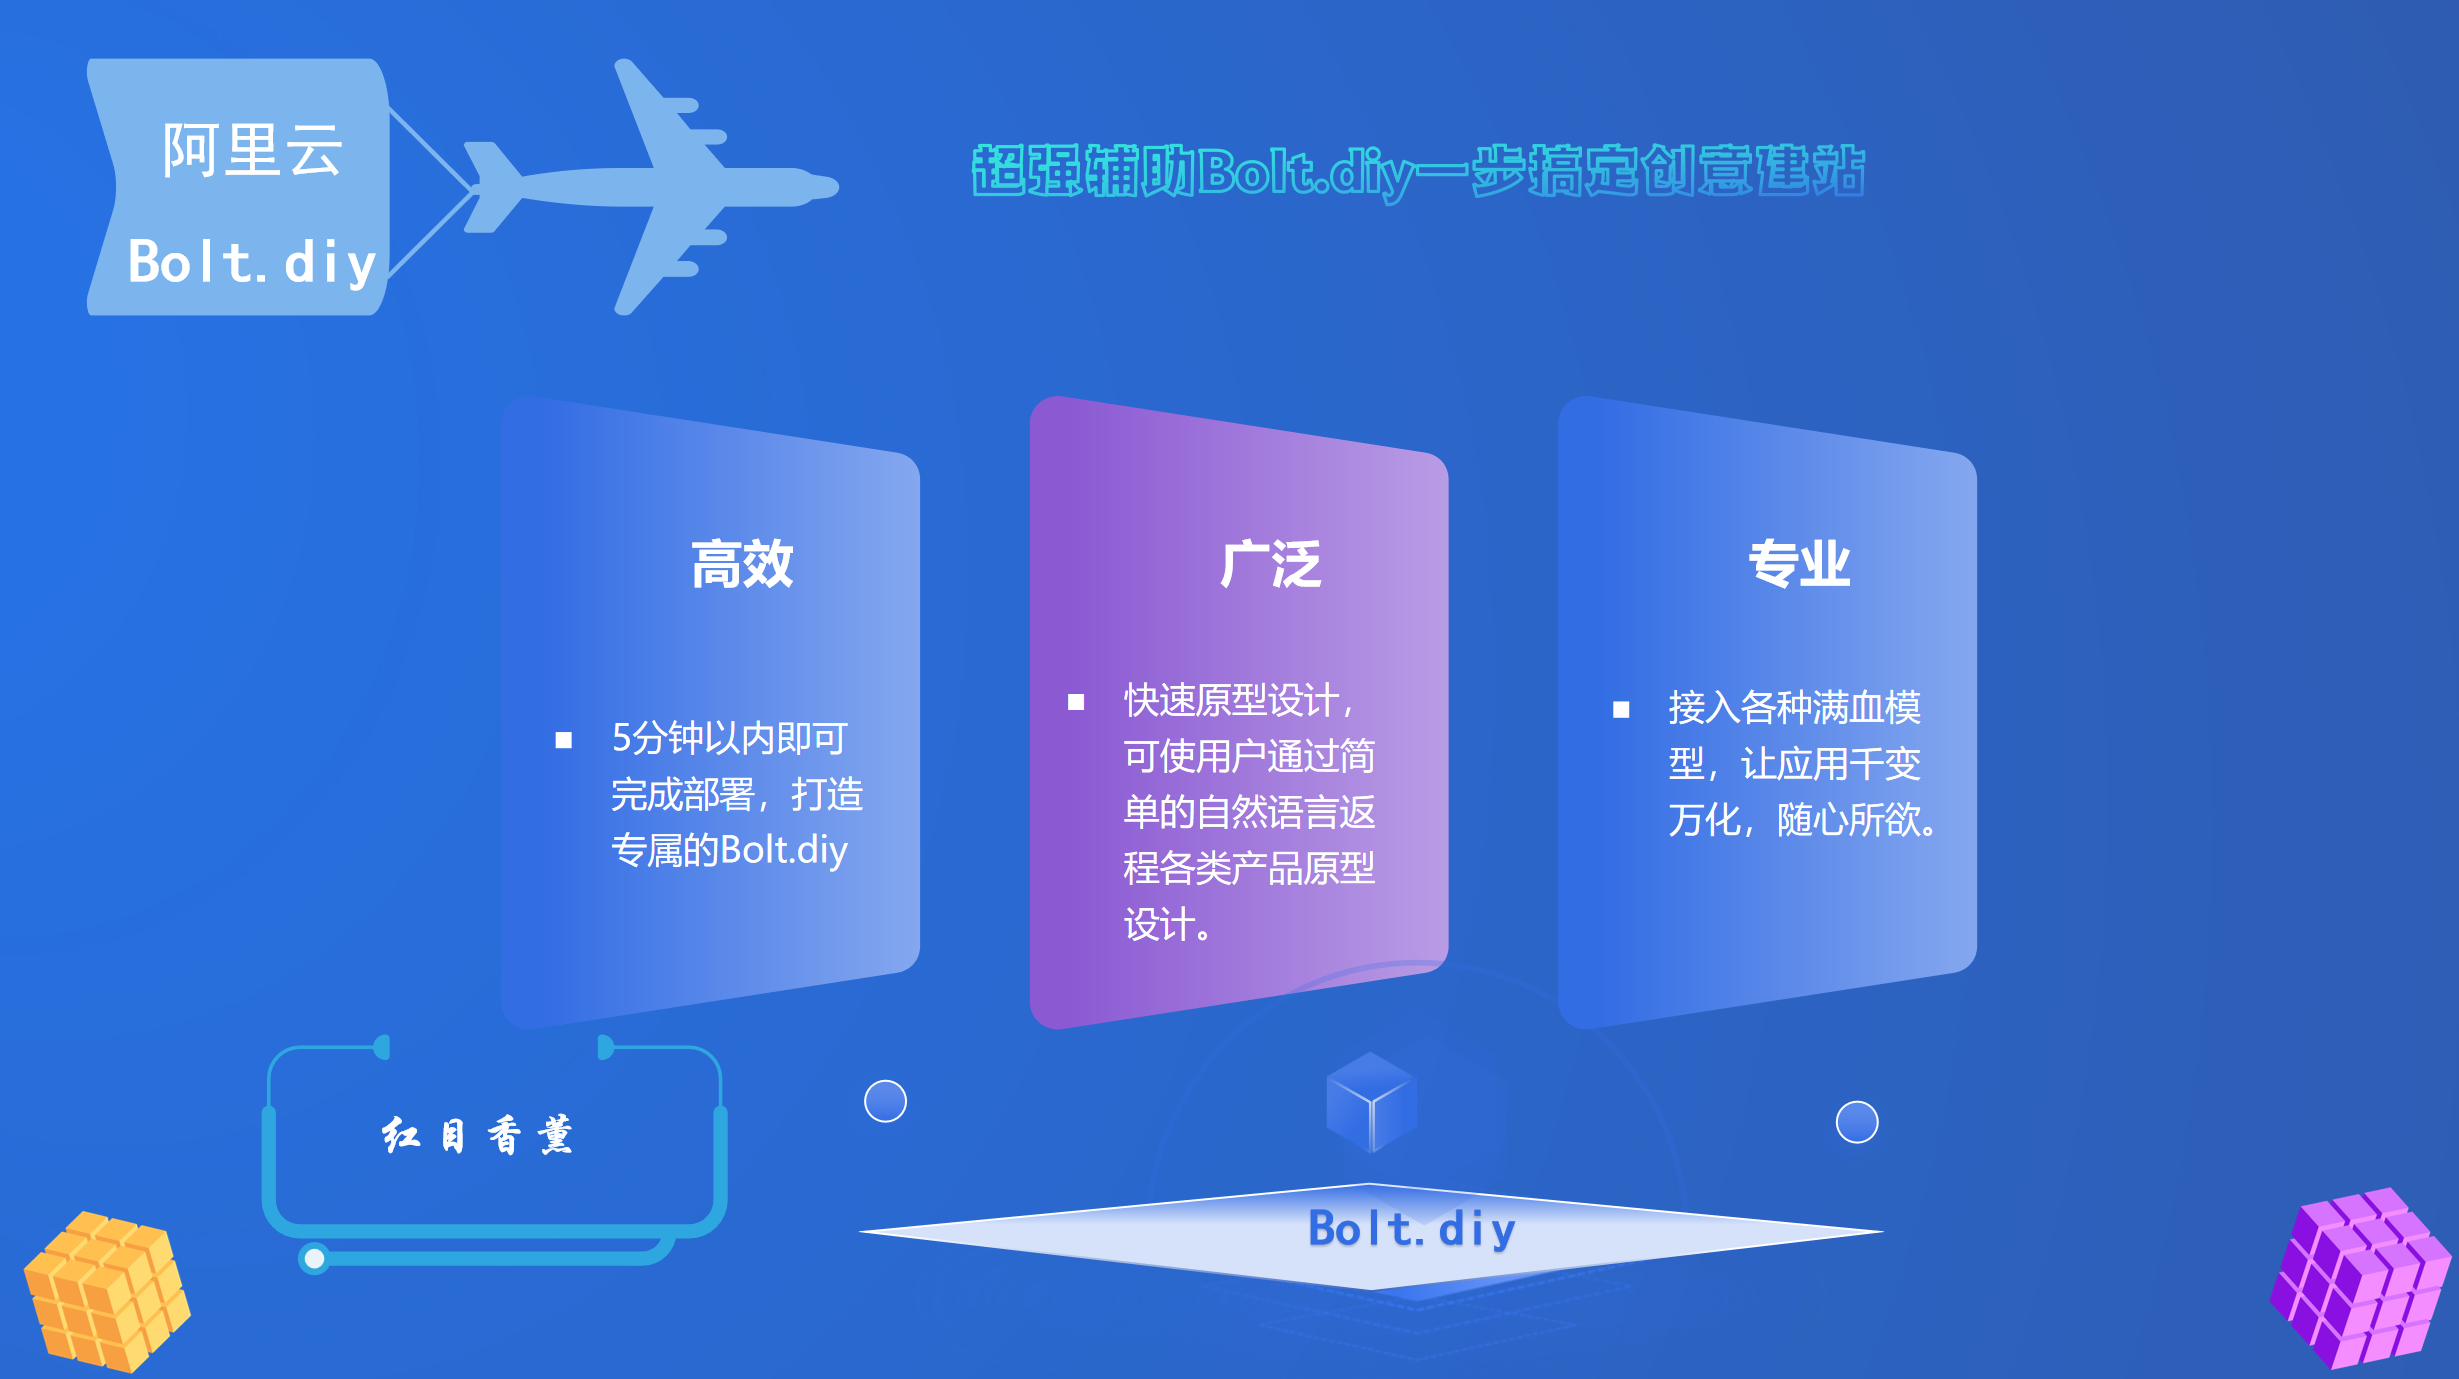 阿里云
Bolt.diy
超强辅助Bolt.diy一步搞定创意建站
高效
5分钟以内即可
完成部署，打造
专属的Bolt.diy
广泛
快速原型设计，
可使用户通过简
单的自然语言返
程各类产品原型
设计。
专业
接入各种满血模
型，让应用千变
万化，随心所欲。
红目香薰
Bolt.diy